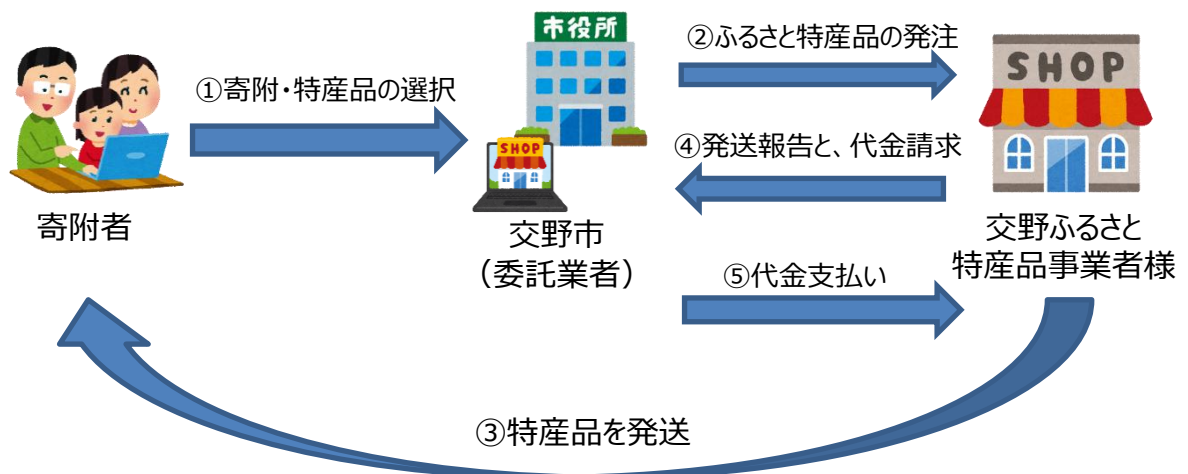 市役所
②ふるさと特産品の発注
SHOP
①寄附・特産品の選択
④発送報告と、代金請求
SHOP
寄附者
交野市
（委託業者）
交野ふるさと
特産品事業者様
⑤代金支払い
③特産品を発送